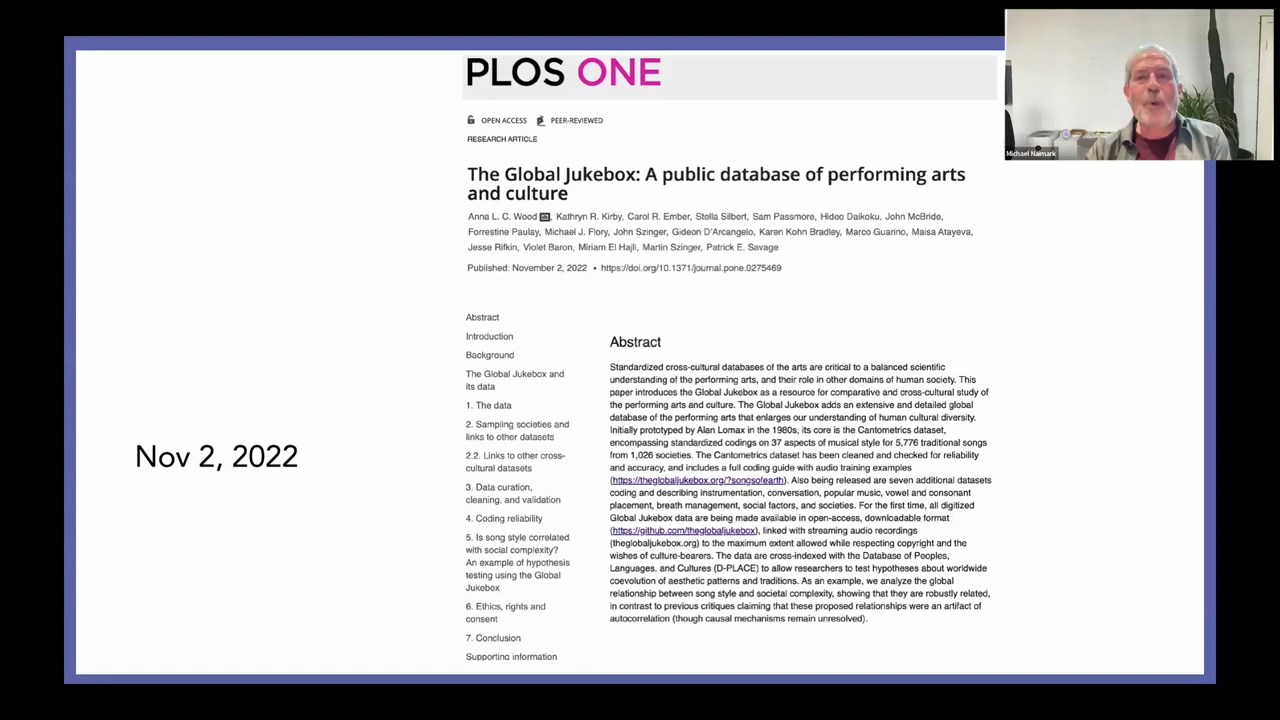 PLOS ONE
OPEN ACCESS PEER-REVIEWED
RESEARCH ARTICLE
The Global Jukebox: A public database of performing arts
and culture
Anna L. C. Wood, Kathryn R. Kirby, Carol R. Ember, Stella Silbert, Sam Passmore, Hideo Daikoku, John McBride,
Forrestine Paulay, Michael J. Flory, John Szinger, Gideon D'Arcangelo, Karen Kohn Bradley, Marco Guarino, Maisa Atayeva,
Jesse Rifkin, Violet Baron, Miriam El Hajli, Martin Szinger, Patrick E. Savage
Published: November 2, 2022 • https://doi.org/10.1371/journal.pone.0275469
Abstract
Introduction
Background
The Global Jukebox and
its data
1. The data
2. Sampling societies and
links to other datasets
2.2. Links to other cross-
cultural datasets
3. Data curation,
cleaning, and validation
4. Coding reliability
5. Is song style correlated
with social complexity?
An example of hypothesis
testing using the Global
Jukebox
6. Ethics, rights and
consent
7. Conclusion
Supporting information
Abstract
Standardized cross-cultural databases of the arts are critical to a balanced scientific
understanding of the performing arts, and their role in other domains of human society. This
paper introduces the Global Jukebox as a resource for comparative and cross-cultural study of
the performing arts and culture. The Global Jukebox adds an extensive and detailed global
database of the performing arts that enlarges our understanding of human cultural diversity.
Initially prototyped by Alan Lomax in the 1980s, its core is the Cantometrics dataset,
encompassing standardized codings on 37 aspects of musical style for 5,776 traditional songs
from 1,026 societies. The Cantometrics dataset has been cleaned and checked for reliability
and accuracy, and includes a full coding guide with audio training examples
(https://theglobaljukebox.org/?songsofearth). Also being released are seven additional datasets
coding and describing instrumentation, conversation, popular music, vowel and consonant
placement, breath management, social factors, and societies. For the first time, all digitized
Global Jukebox data are being made available in open-access, downloadable format
(https://github.com/theglobaljukebox), linked with streaming audio recordings
(theglobaljukebox.org) to the maximum extent allowed while respecting copyright and the
wishes of culture-bearers. The data are cross-indexed with the Database of Peoples,
Languages, and Cultures (D-PLACE) to allow researchers to test hypotheses about worldwide
coevolution of aesthetic patterns and traditions. As an example, we analyze the global
relationship between song style and societal complexity, showing that they are robustly related,
in contrast to previous critiques claiming that these proposed relationships were an artifact of
autocorrelation (though causal mechanisms remain unresolved).
Nov 2, 2022
Michael Naimark